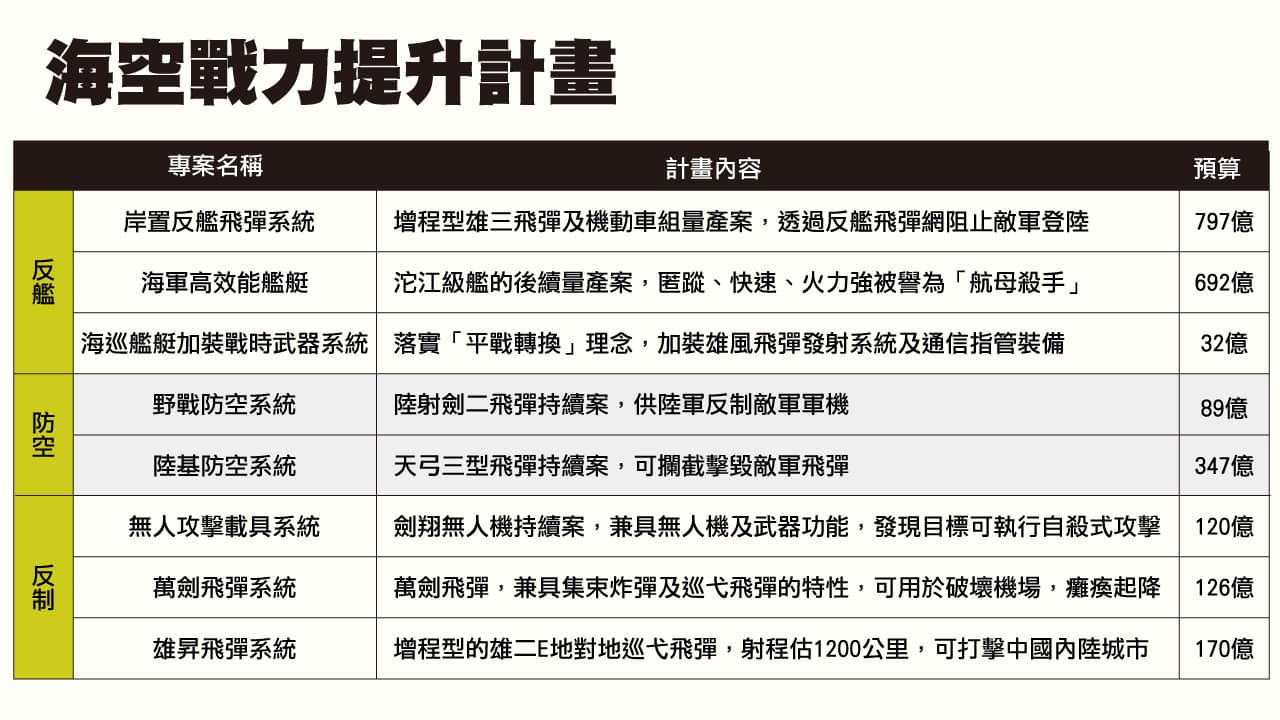 海空戰力提升計畫
專案名稱 計畫內容 預算
反艦
岸置反艦飛彈系統 增程型雄三飛彈及機動車組量產案，透過反艦飛彈網阻止敵軍登陸 797億
海軍高效能艦艇 沱江級艦的後續量產案，匿蹤、快速、火力強被譽為「航母殺手」 692億
海巡艦艇加裝戰時武器系統 落實「平戰轉換」理念，加裝雄風飛彈發射系統及通信指管裝備 32億
防空
野戰防空系統 陸射劍二飛彈持續案，供陸軍反制敵軍軍機 89億
陸基防空系統 天弓三型飛彈持續案，可攔截擊毀敵軍飛彈 347億
反制
無人攻擊載具系統 劍翔無人機持續案，兼具無人機及武器功能，發現目標可執行自殺式攻擊 120億
萬劍飛彈系統 萬劍飛彈，兼具集束炸彈及巡弋飛彈的特性，可用於破壞機場，癱瘓起降 126億
雄昇飛彈系統 增程型的雄二E地對地巡弋飛彈，射程估1200公里，可打擊中國內陸城市 170億